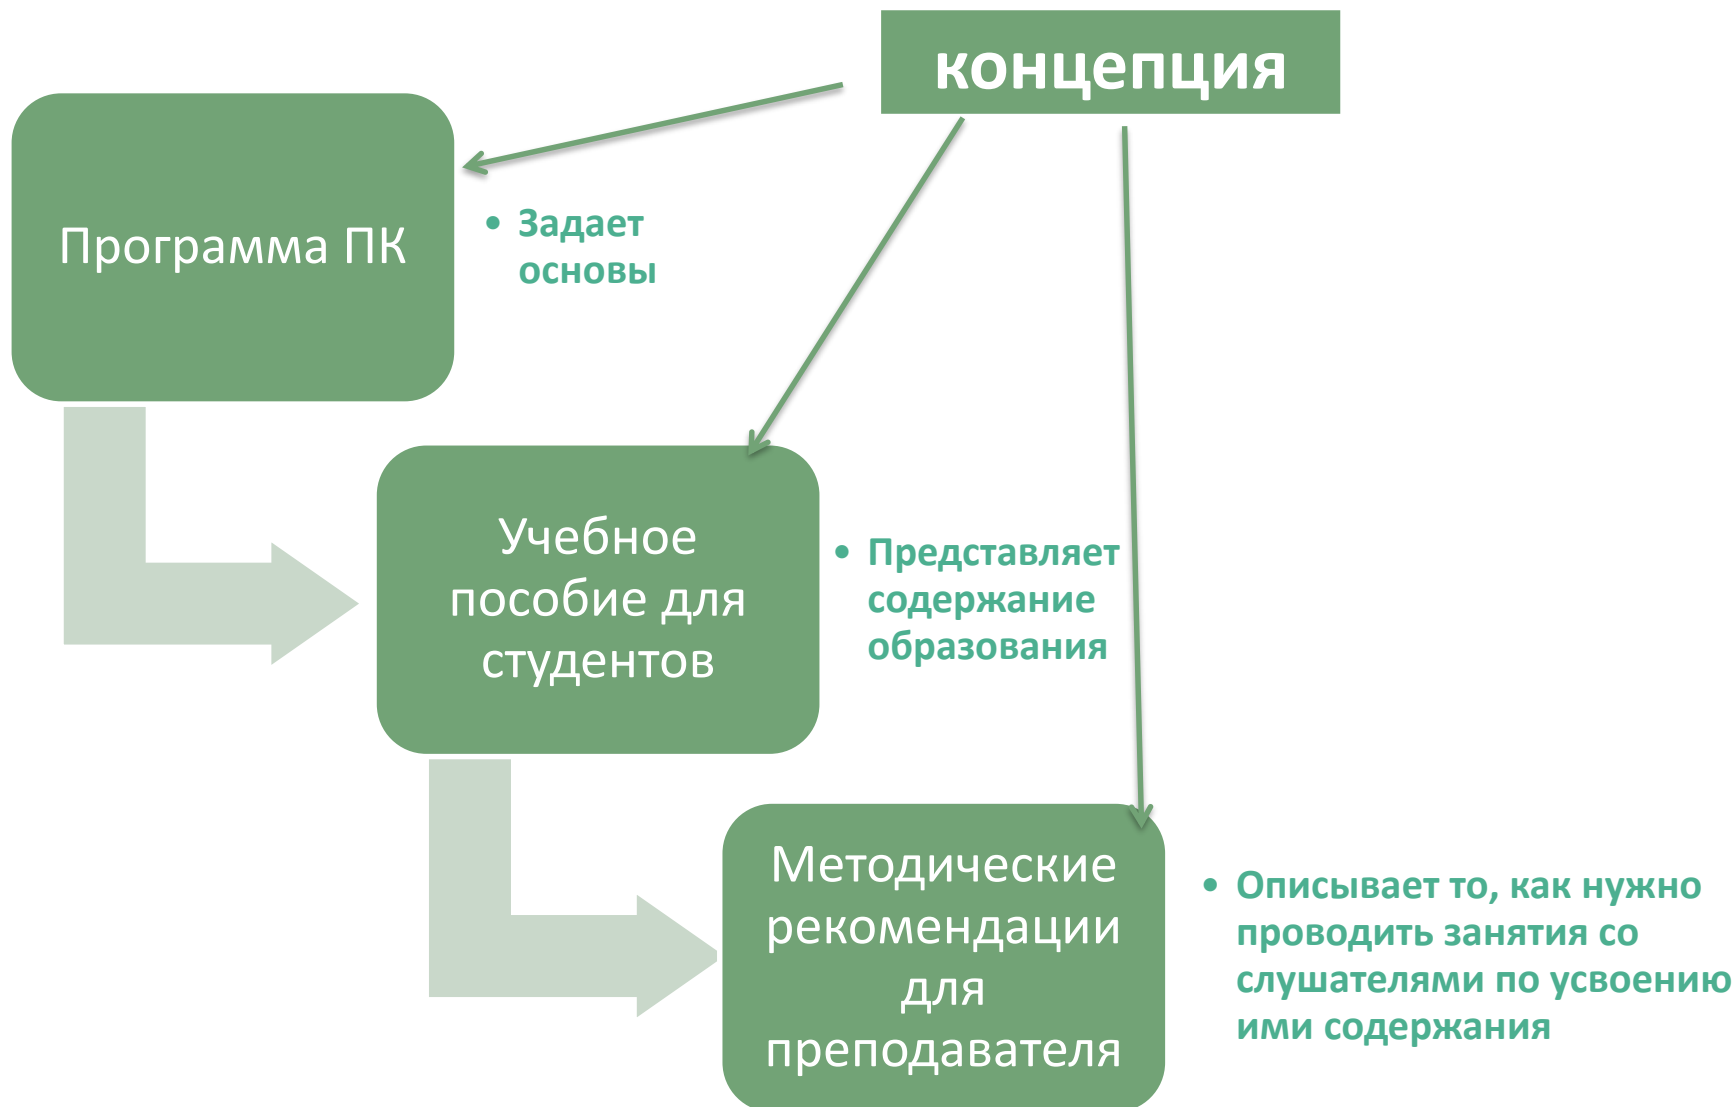 концепция
Программа ПК
• Задает
основы
Учебное
пособие для
студентов
• Представляет
содержание
образования
Методические
рекомендации
для
преподавателя
• Описывает то, как нужно
проводить занятия со
слушателями по усвоению
ими содержания